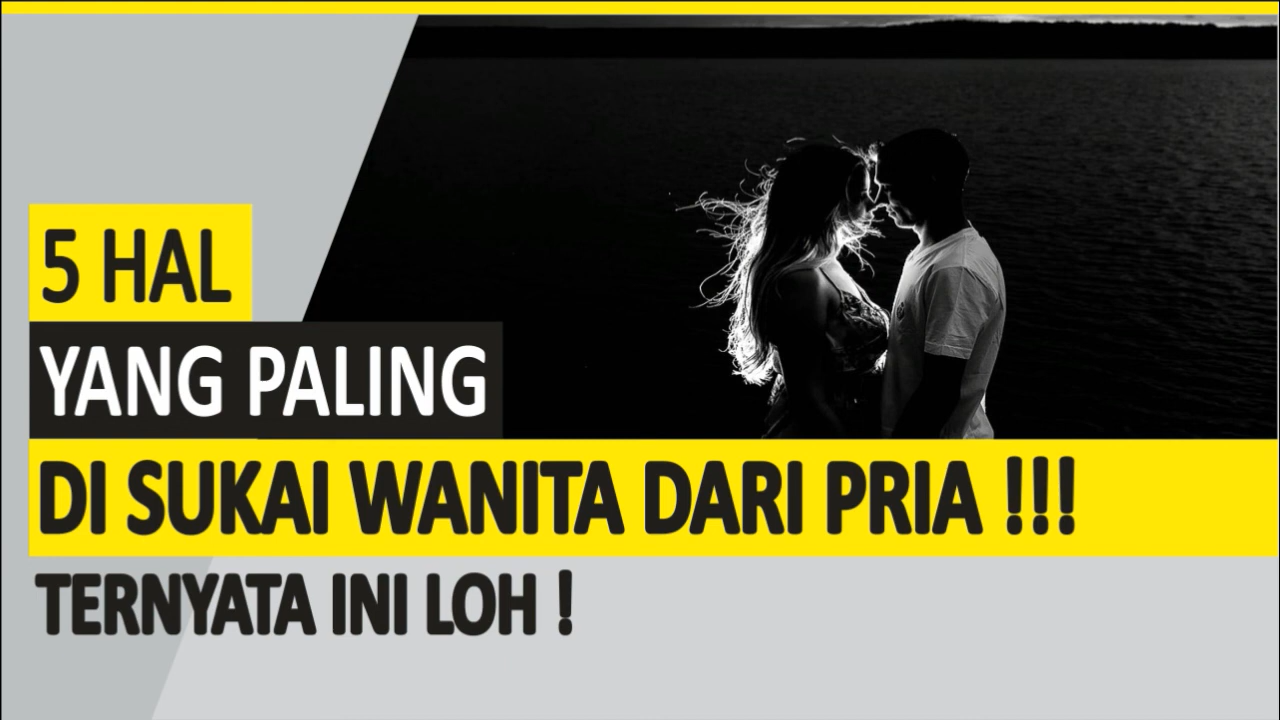 5 HAL
YANG PALING
DI SUKAI WANITA DARI PRIA !!!
TERNYATA INI LOH !